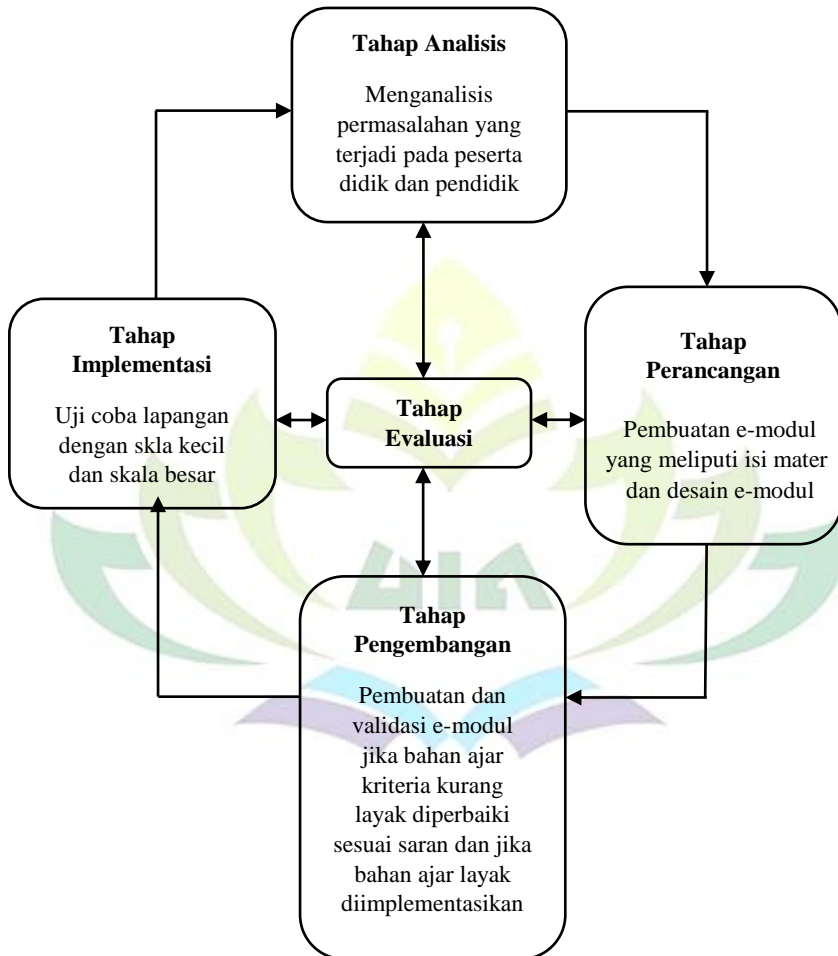 Tahap Analisis
Menganalisis
permasalahan yang
terjadi pada peserta
didik dan pendidik
Tahap
Perancangan
Pembuatan e-modul
yang meliputi isi mater
dan desain e-modul
Tahap
Implementasi
Uji coba lapangan
dengan skla kecil
dan skala besar
Tahap
Evaluasi
Tahap
Pengembangan
Pembuatan dan
validasi e-modul
jika bahan ajar
kriteria kurang
layak diperbaiki
sesuai saran dan jika
bahan ajar layak
diimplementasikan